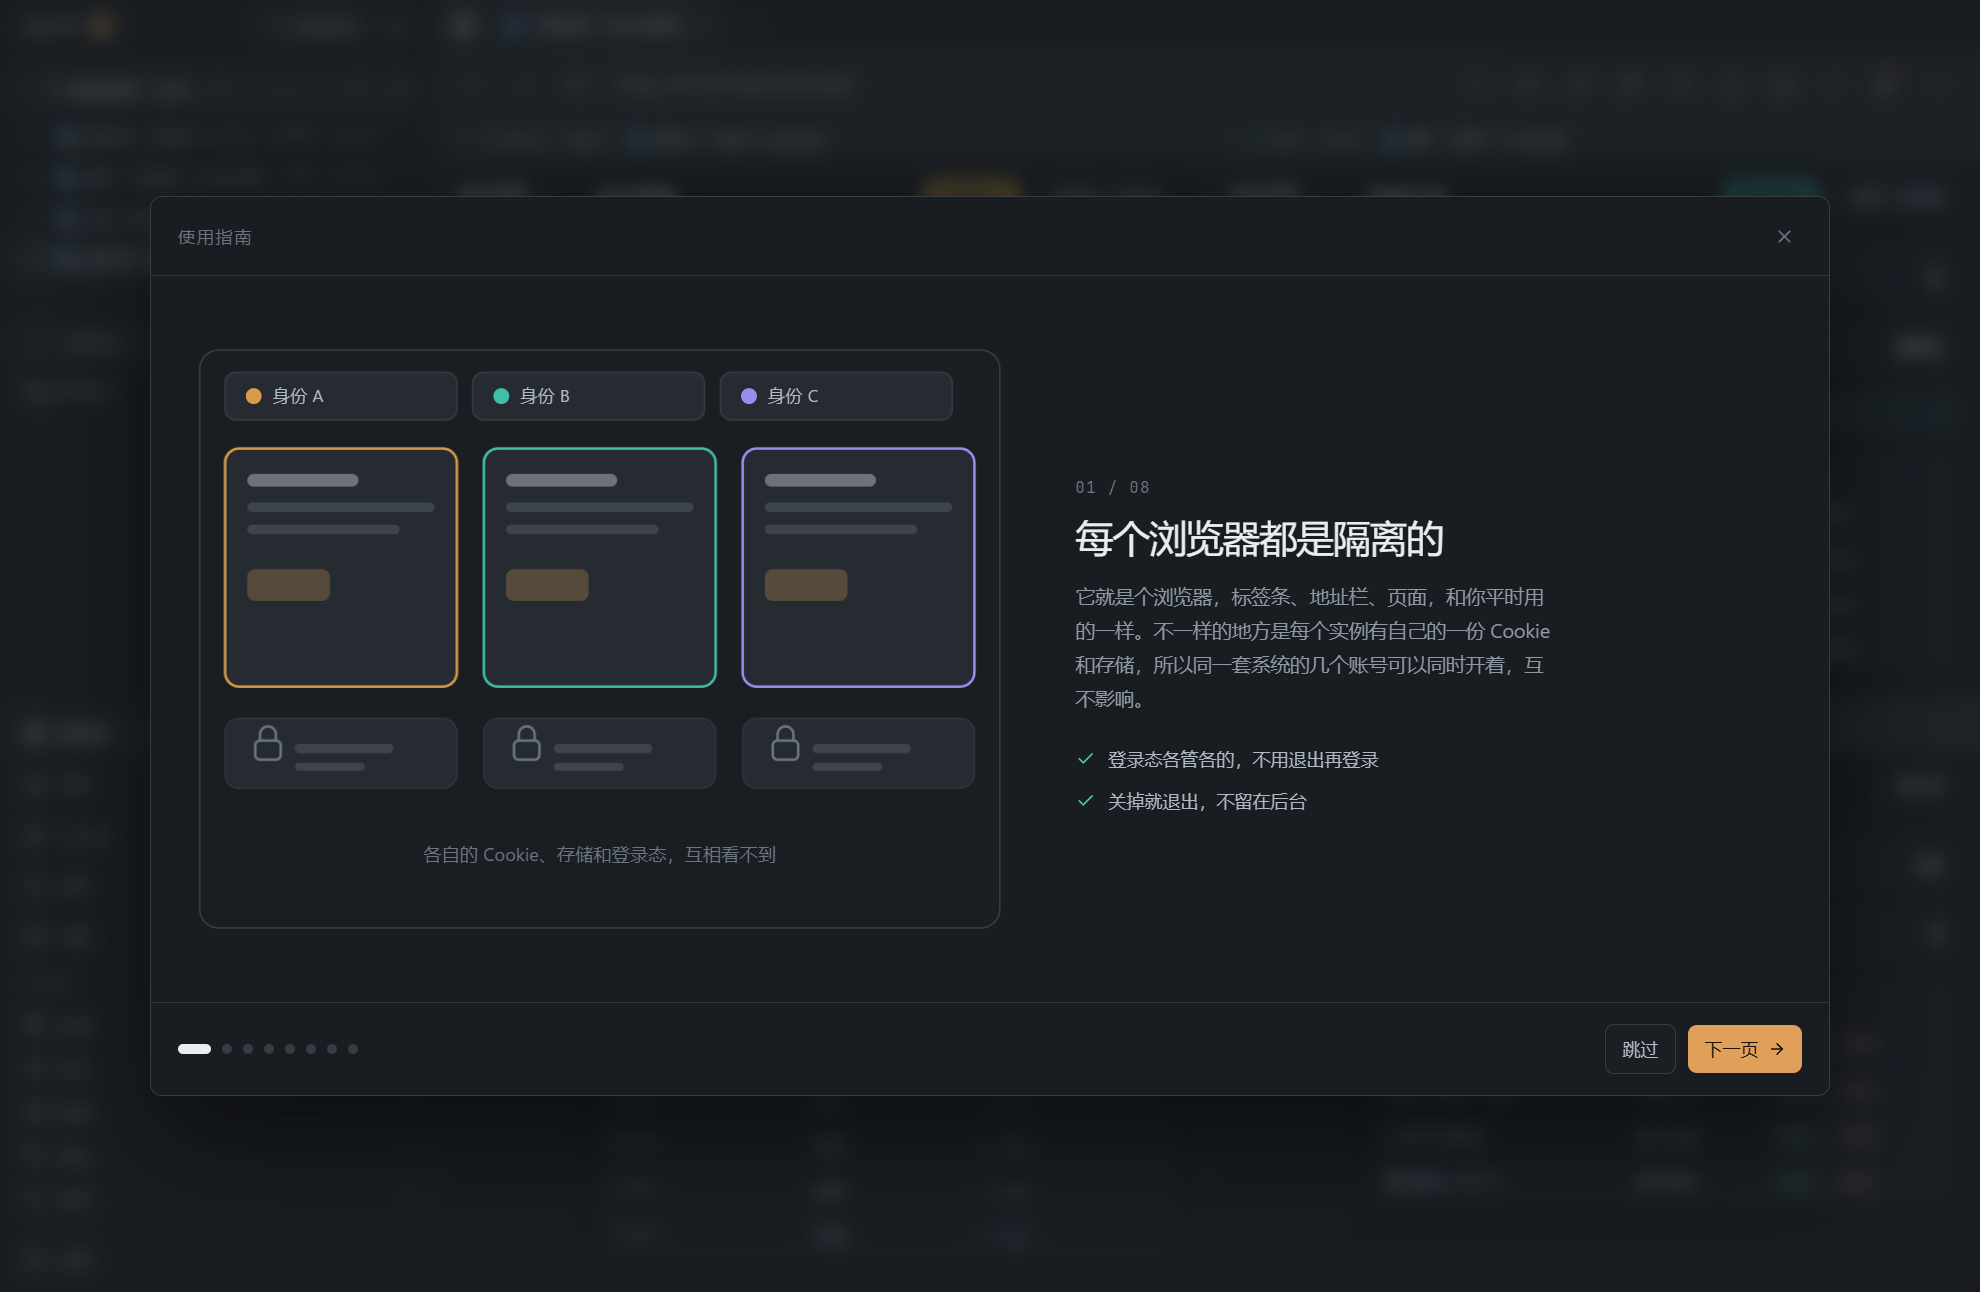 使用指南
身份 A
身份 B
身份 C
各自的 Cookie、存储和登录态，互相看不到
01 / 08
每个浏览器都是隔离的
它就是个浏览器，标签条、地址栏、页面，和你平时用
的一样。不一样的地方是每个实例有自己的一份 Cookie
和存储，所以同一套系统的几个账号可以同时开着，互
不影响。
登录态各管各的，不用退出再登录
关掉就退出，不留在后台
跳过
下一页